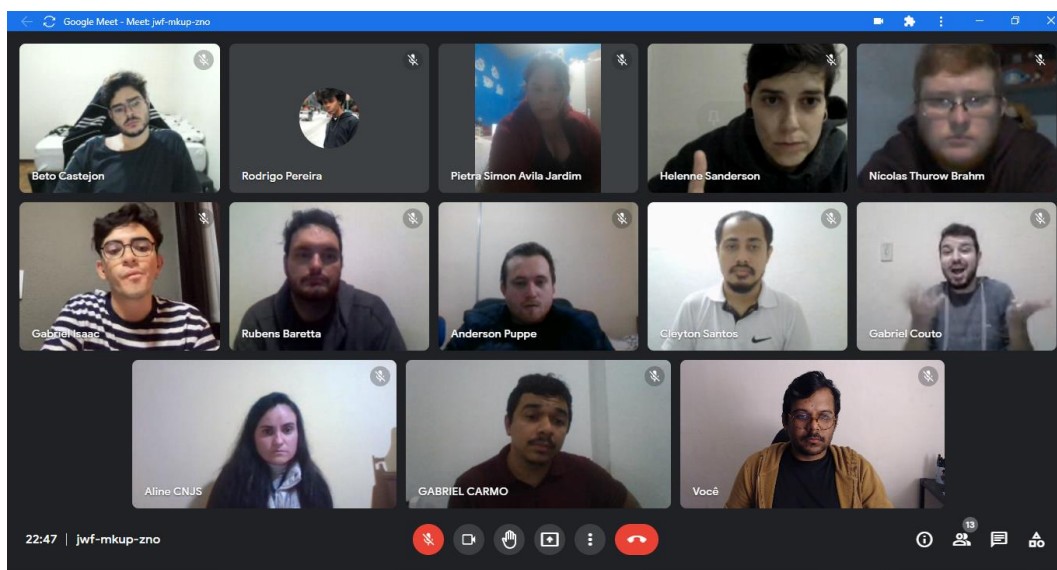 Google Meet - Meet: jwf-mkup-zno
Beto Castejon
Rodrigo Pereira
Pietra Simon Avila Jardim
Helenne Sanderson
Nicolas Thurow Brahm
Gabriel Isaac
Rubens Baretta
Anderson Puppe
Cleyton Santos
Gabriel Couto
Aline CNJS
GABRIEL CARMO
Você
22:47 | jwf-mkup-zno
13